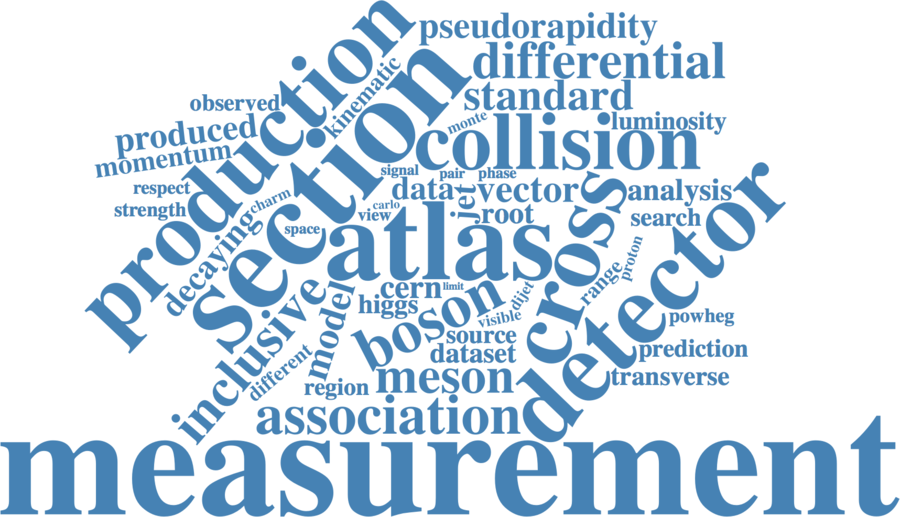 pseudorapidity
production
differential
kinematic
section
standard
observed
monte
luminosity
produced
collision
momentum
signal
pair
phase
respect
data
vector
analysis
charm
carlo
jet
strength
view
root
search
decaying
space
atlas
cross
detector
proton
cern
limit
range
inclusive
model
higgs
boson
dijet
visible
powheg
source
different
dataset
prediction
region
meson
transverse
association
measurement